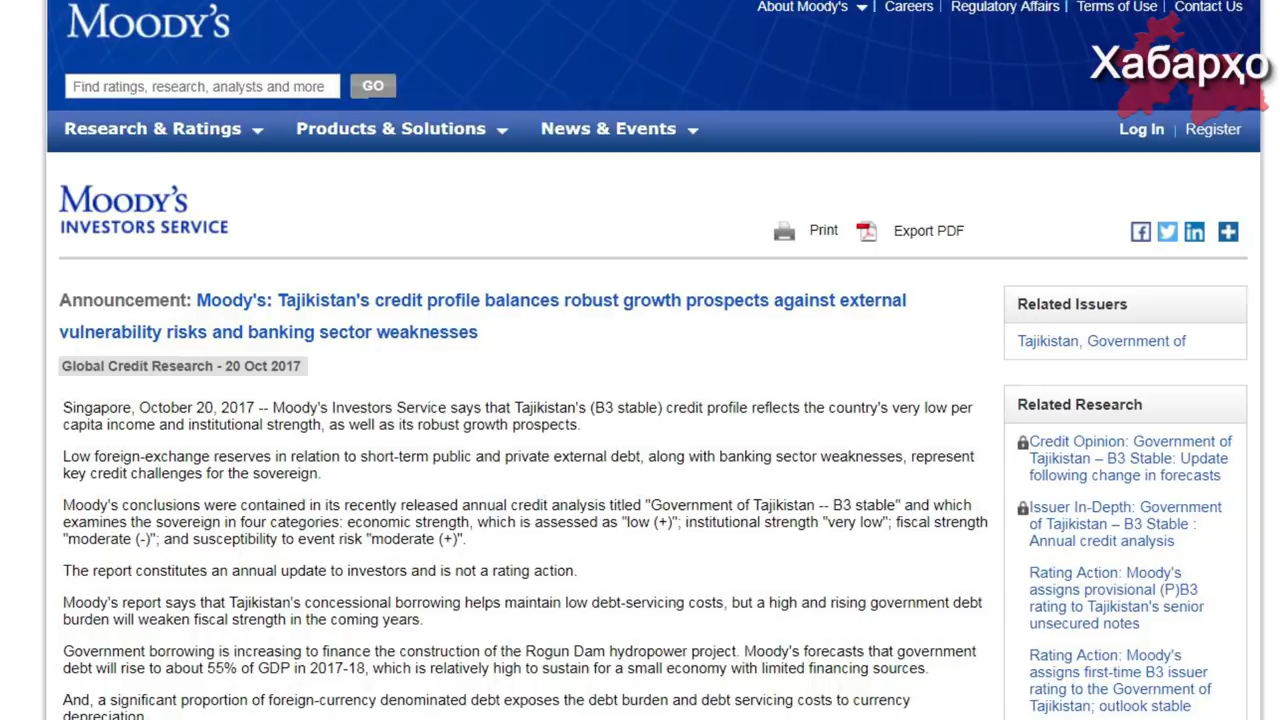 MOODY'S
About Moody's | Careers | Regulatory Affairs | Terms of Use | Contact Us
Хабарҳо
Find ratings, research, analysts and more GO
Research & Ratings Products & Solutions News & Events Log In | Register
MOODY'S
INVESTORS SERVICE
Print Export PDF
Announcement: Moody's: Tajikistan's credit profile balances robust growth prospects against external
vulnerability risks and banking sector weaknesses
Global Credit Research - 20 Oct 2017
Singapore, October 20, 2017 -- Moody's Investors Service says that Tajikistan's (B3 stable) credit profile reflects the country's very low per
capita income and institutional strength, as well as its robust growth prospects.
Low foreign-exchange reserves in relation to short-term public and private external debt, along with banking sector weaknesses, represent
key credit challenges for the sovereign.
Moody's conclusions were contained in its recently released annual credit analysis titled "Government of Tajikistan -- B3 stable" and which
examines the sovereign in four categories: economic strength, which is assessed as "low (+)"; institutional strength "very low"; fiscal strength
"moderate (-)"; and susceptibility to event risk "moderate (+)".
The report constitutes an annual update to investors and is not a rating action.
Moody's report says that Tajikistan's concessional borrowing helps maintain low debt-servicing costs, but a high and rising government debt
burden will weaken fiscal strength in the coming years.
Government borrowing is increasing to finance the construction of the Rogun Dam hydropower project. Moody's forecasts that government
debt will rise to about 55% of GDP in 2017-18, which is relatively high to sustain for a small economy with limited financing sources.
And, a significant proportion of foreign-currency denominated debt exposes the debt burden and debt servicing costs to currency
depreciation.
Related Issuers
Tajikistan, Government of
Related Research
Credit Opinion: Government of
Tajikistan – B3 Stable: Update
following change in forecasts
Issuer In-Depth: Government
of Tajikistan – B3 Stable :
Annual credit analysis
Rating Action: Moody's
assigns provisional (P)B3
rating to Tajikistan's senior
unsecured notes
Rating Action: Moody's
assigns first-time B3 issuer
rating to the Government of
Tajikistan; outlook stable